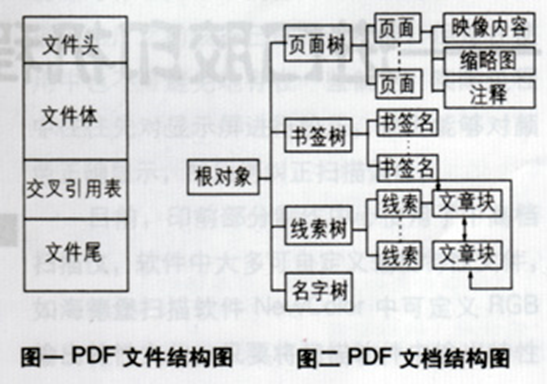 文件头
文件体
交叉引用表
文件尾
图一 PDF 文件结构图
根对象
页面树
页面
页面
映像内容
缩略图
注释
书签树
书签名
书签名
线索树
线索
线索
文章块
文章块
名字树
图二 PDF 文档结构图